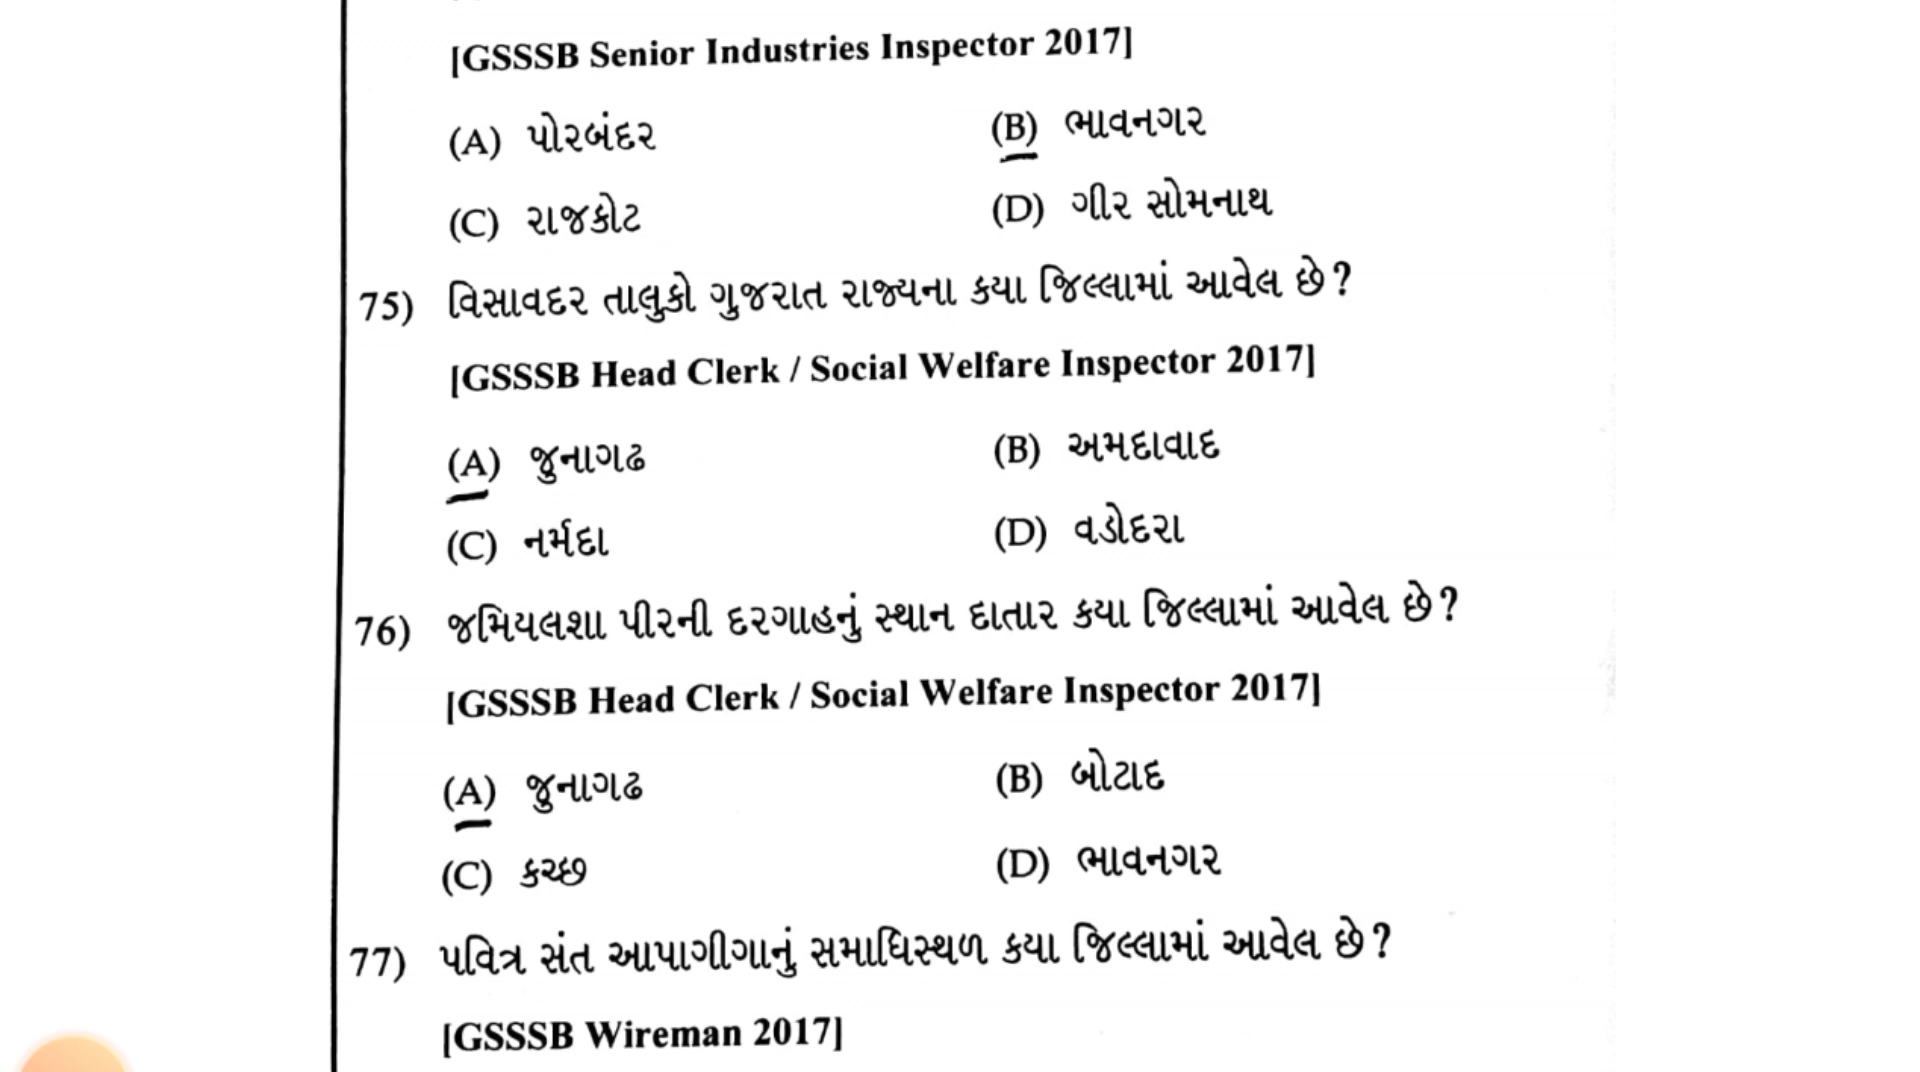 [GSSSB Senior Industries Inspector 2017]
(A) પોરબંદર (B) ભાવનગર
(C) રાજકોટ (D) ગીર સોમનાથ
75) વિસાવદર તાલુકો ગુજરાત રાજ્યના કયા જિલ્લામાં આવેલ છે?
[GSSSB Head Clerk / Social Welfare Inspector 2017]
(A) જુનાગઢ (B) અમદાવાદ
(C) નર્મદા (D) વડોદરા
76) જમિયલશા પીરની દરગાહનું સ્થાન દાતાર કયા જિલ્લામાં આવેલ છે?
[GSSSB Head Clerk / Social Welfare Inspector 2017]
(A) જુનાગઢ (B) બોટાદ
(C) કચ્છ (D) ભાવનગર
77) પવિત્ર સંત આપાગીગાનું સમાધિસ્થળ કયા જિલ્લામાં આવેલ છે?
[GSSSB Wireman 2017]